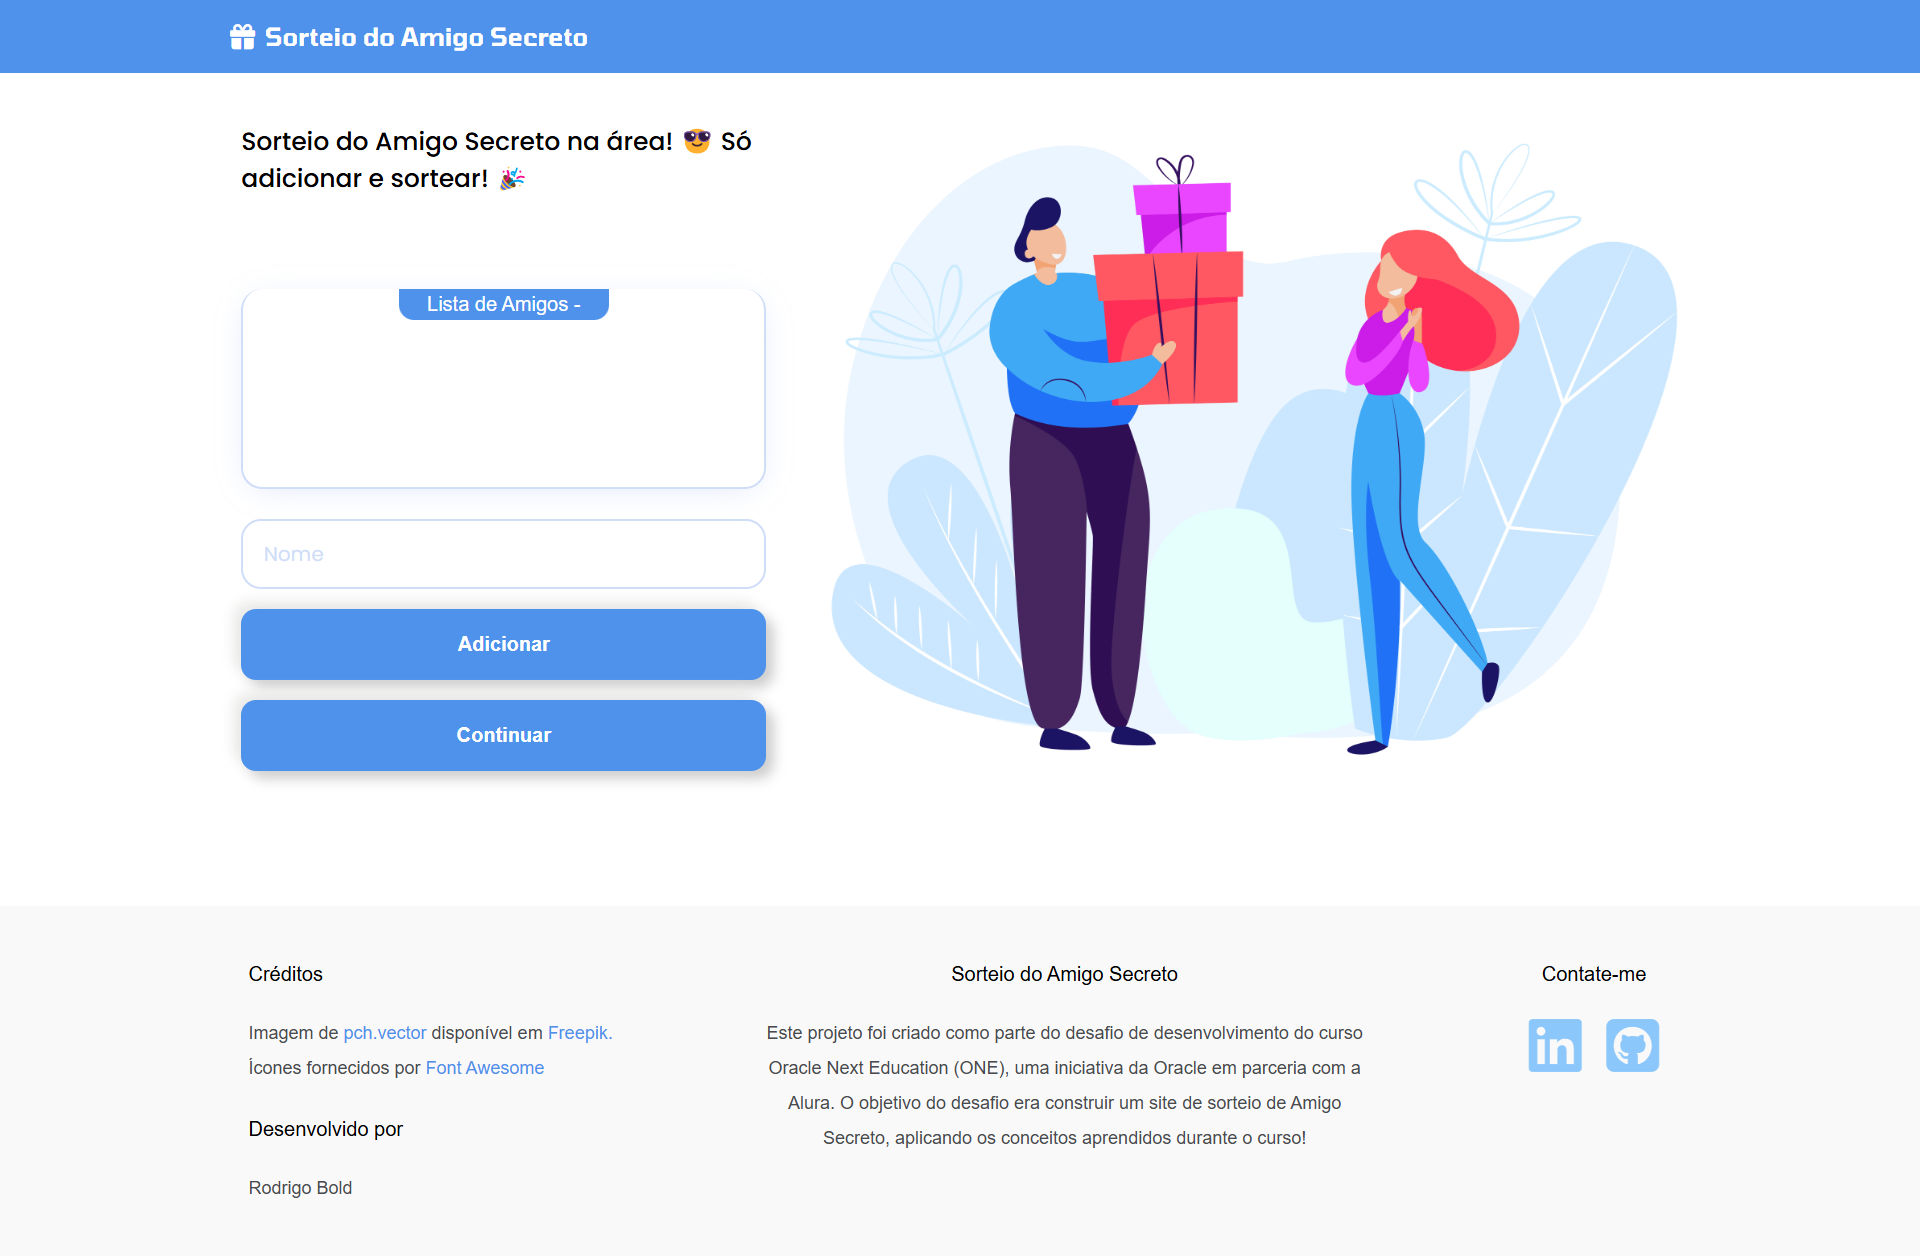 Sorteio do Amigo Secreto
Sorteio do Amigo Secreto na área! 😎 Só
adicionar e sortear! 🎉
Lista de Amigos -
Nome
Adicionar
Continuar
Créditos
Imagem de pch.vector disponível em Freepik.
Ícones fornecidos por Font Awesome
Desenvolvido por
Rodrigo Bold
Sorteio do Amigo Secreto
Este projeto foi criado como parte do desafio de desenvolvimento do curso
Oracle Next Education (ONE), uma iniciativa da Oracle em parceria com a
Alura. O objetivo do desafio era construir um site de sorteio de Amigo
Secreto, aplicando os conceitos aprendidos durante o curso!
Contate-me
in